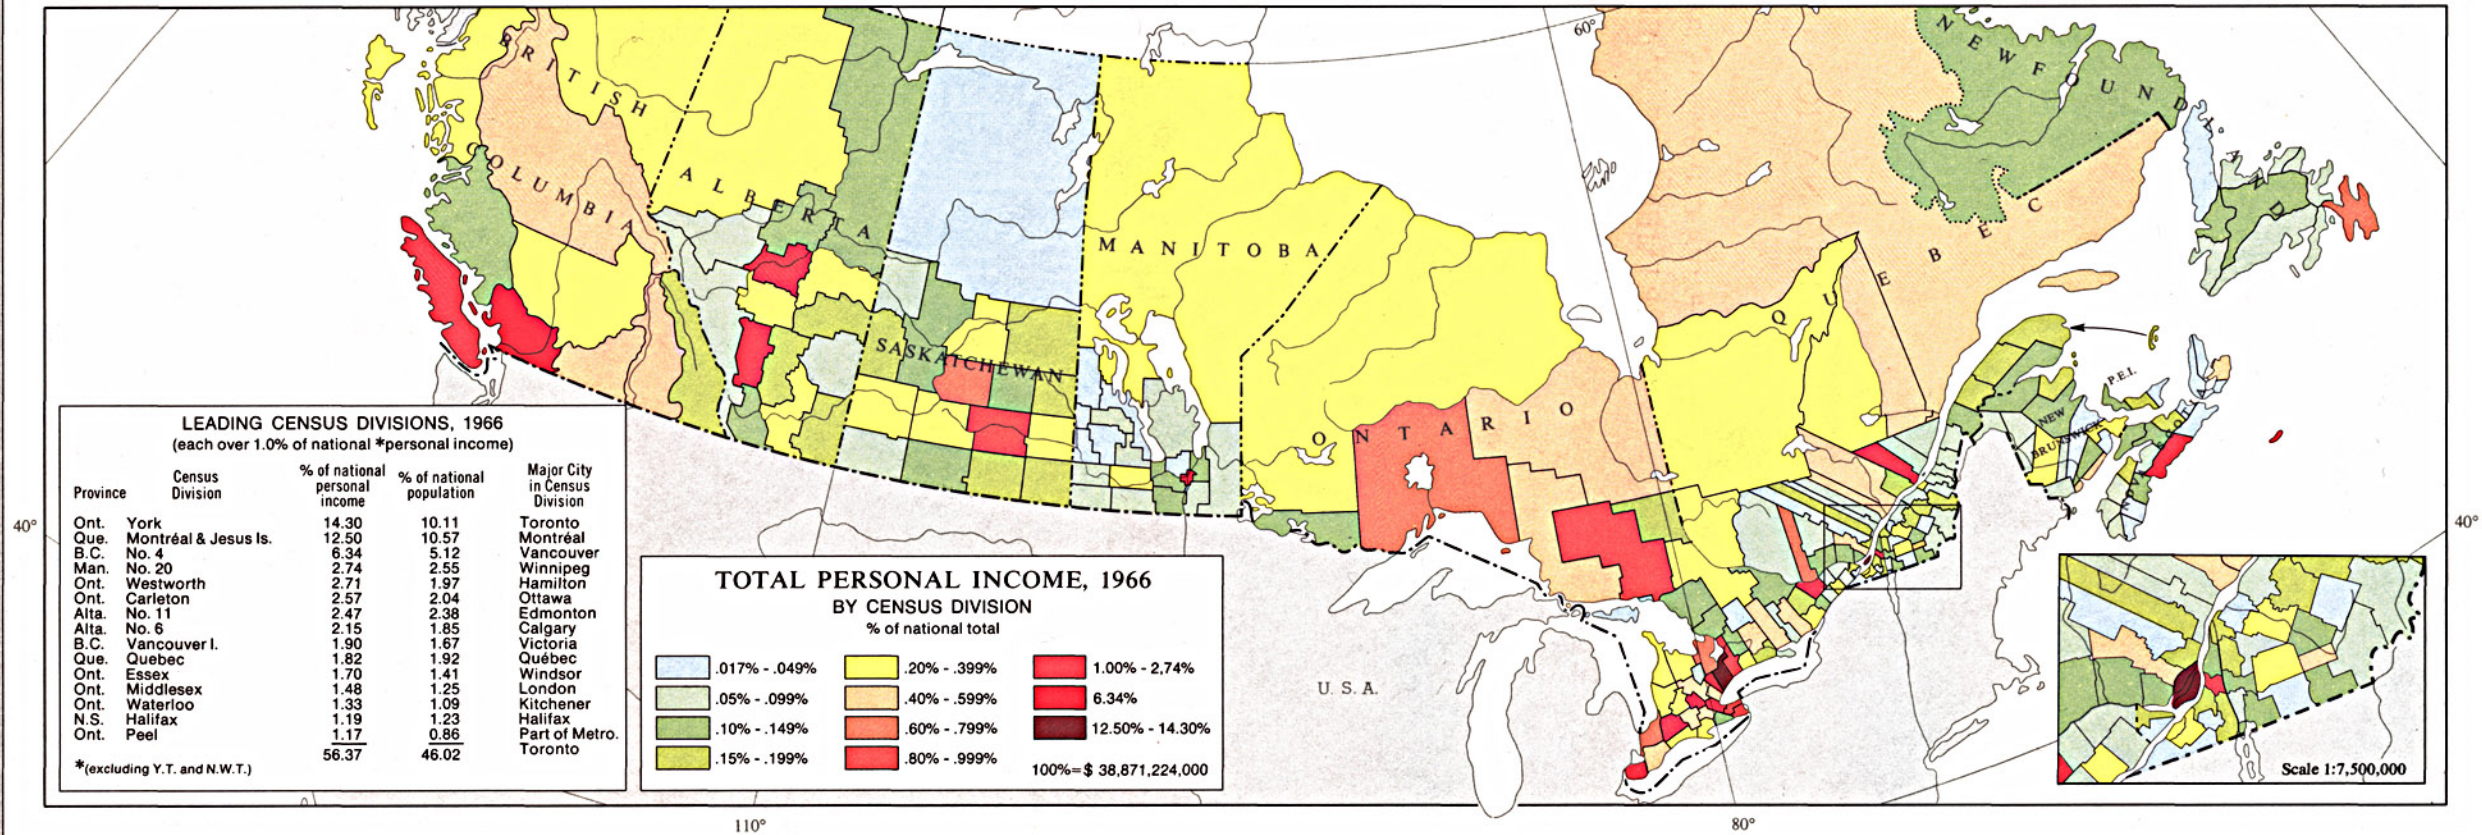 60°
NEWFOUNDLAND
BRITISH
COLUMBIA
ALBERTA
MANITOBA
SASKATCHEWAN
QUEBEC
ONTARIO
P.E.I.
NEW
BRUNSWICK
NOVA SCOTIA
U. S. A.
40°
40°
110°
80°
LEADING CENSUS DIVISIONS, 1966
(each over 1.0% of national *personal income)
Province Census Division % of national personal income % of national population Major City in Census Division
Ont. York 14.30 10.11 Toronto
Que. Montréal & Jesus Is. 12.50 10.57 Montréal
B.C. No. 4 6.34 5.12 Vancouver
Man. No. 20 2.74 2.55 Winnipeg
Ont. Westworth 2.71 1.97 Hamilton
Ont. Carleton 2.57 2.04 Ottawa
Alta. No. 11 2.47 2.38 Edmonton
Alta. No. 6 2.15 1.85 Calgary
B.C. Vancouver I. 1.90 1.67 Victoria
Que. Quebec 1.82 1.92 Québec
Ont. Essex 1.70 1.41 Windsor
Ont. Middlesex 1.48 1.25 London
Ont. Waterloo 1.33 1.09 Kitchener
N.S. Halifax 1.19 1.23 Halifax
Ont. Peel 1.17 0.86 Part of Metro.
56.37 46.02 Toronto
*(excluding Y.T. and N.W.T.)
TOTAL PERSONAL INCOME, 1966
BY CENSUS DIVISION
% of national total
.017% - .049% .20% - .399% 1.00% - 2,74%
.05% - .099% .40% - .599% 6.34%
.10% - .149% .60% - .799% 12.50% - 14.30%
.15% - .199% .80% - .999%
100%=$ 38,871,224,000
Scale 1:7,500,000